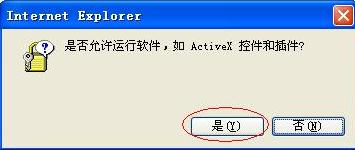 Internet Explorer
是否允许运行软件，如 ActiveX 控件和插件?
是(Y)
否(N)